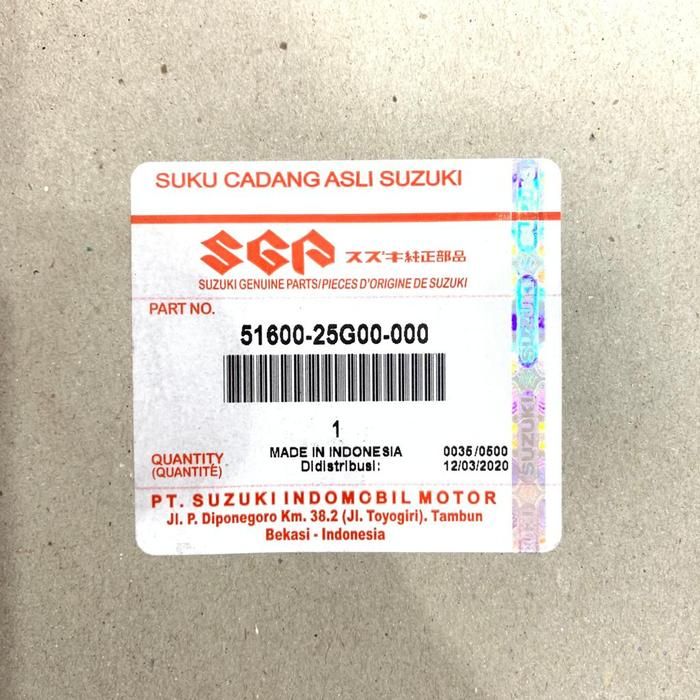 SUKU CADANG ASLI SUZUKI
SGP スズキ純正部品
SUZUKI GENUINE PARTS/PIECES D'ORIGINE DE SUZUKI
PART NO.
51600-25G00-000
1
QUANTITY
(QUANTITÉ)
MADE IN INDONESIA 0035/0500
Didistribusi: 12/03/2020
PT. SUZUKI INDOMOBIL MOTOR
Jl. P. Diponegoro Km. 38.2 (Jl. Toyogiri). Tambun
Bekasi - Indonesia
SUZUKI
SUZUKI